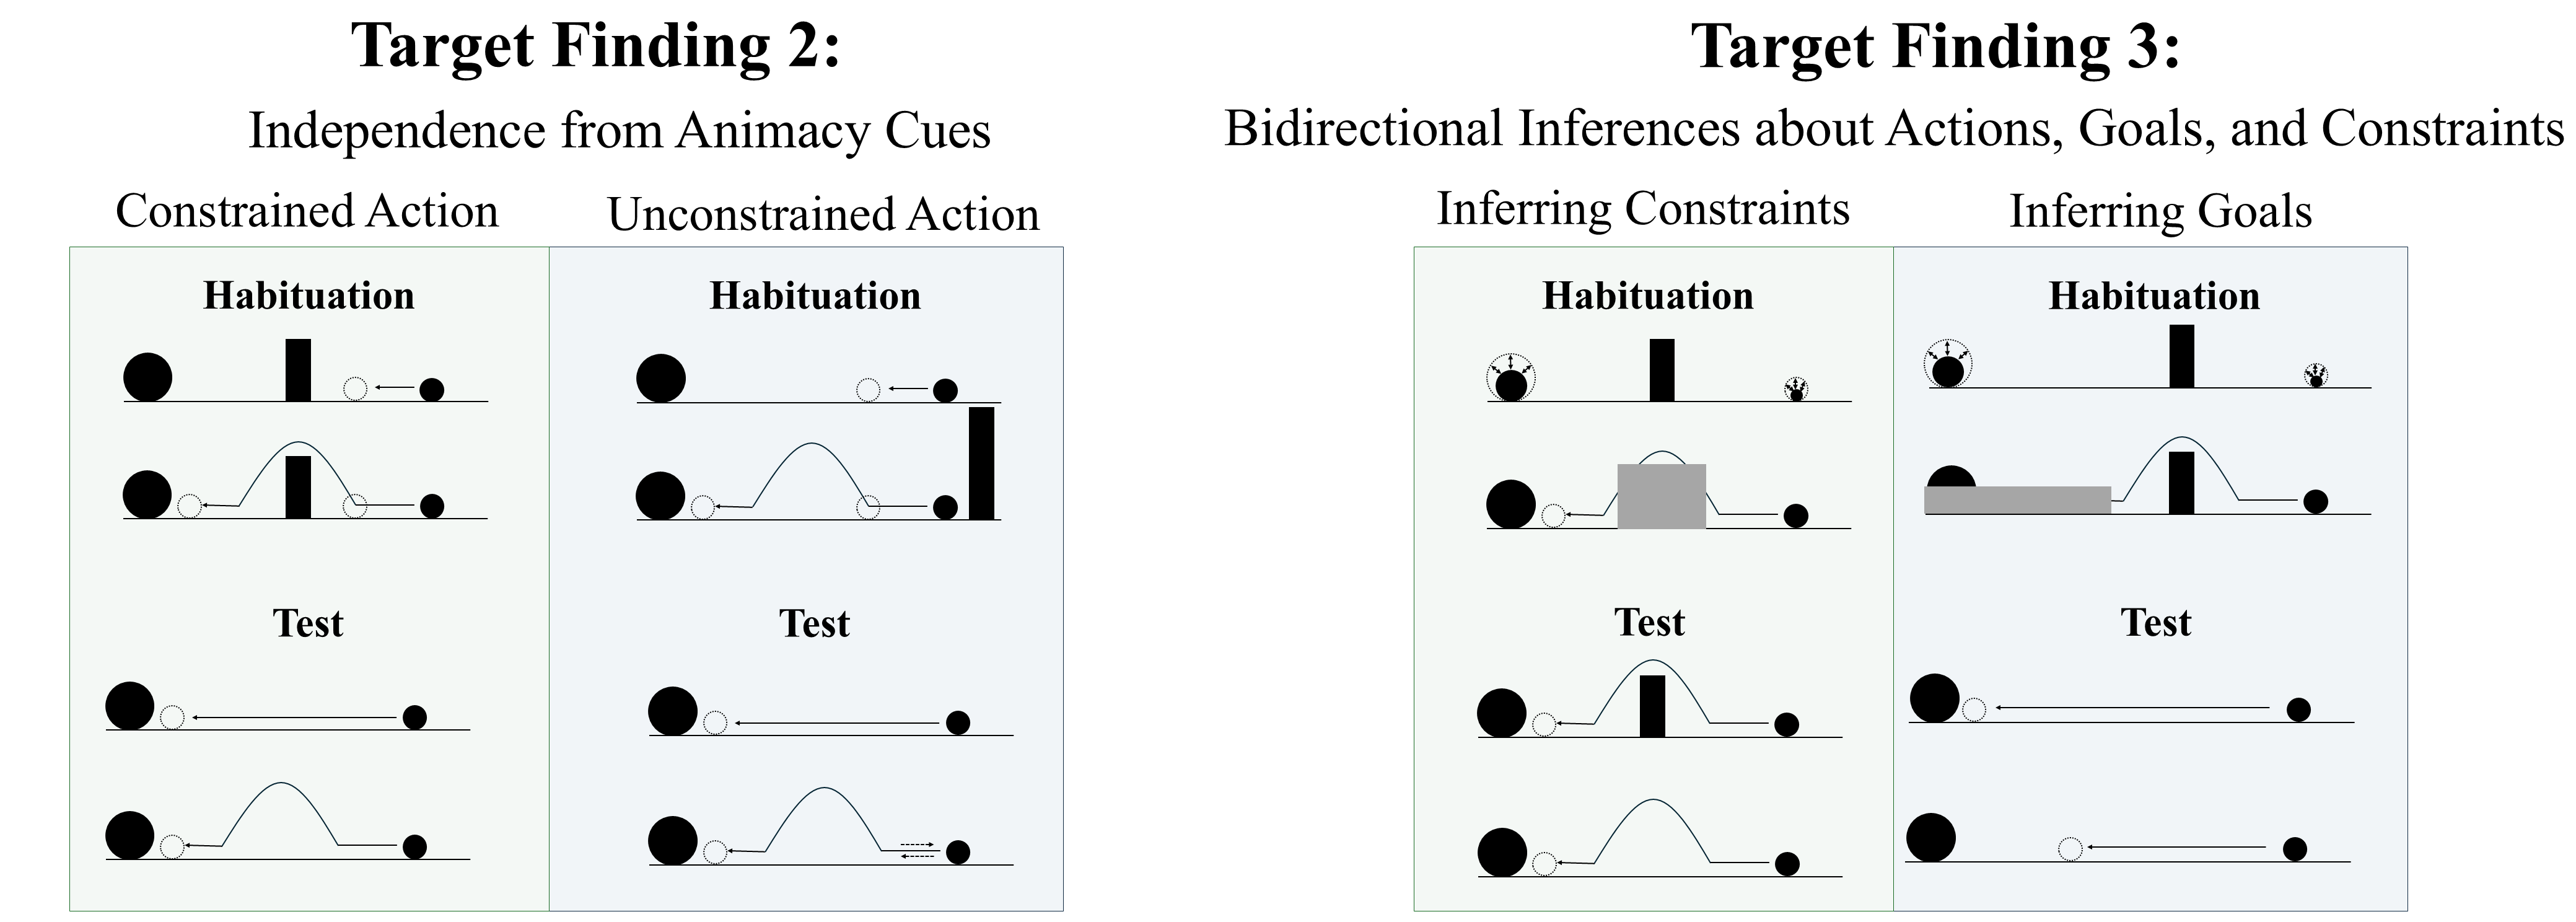 Target Finding 2:
Independence from Animacy Cues
Constrained Action
Unconstrained Action
Habituation
Habituation
Test
Test
Target Finding 3:
Bidirectional Inferences about Actions, Goals, and Constraints
Inferring Constraints
Inferring Goals
Habituation
Habituation
Test
Test